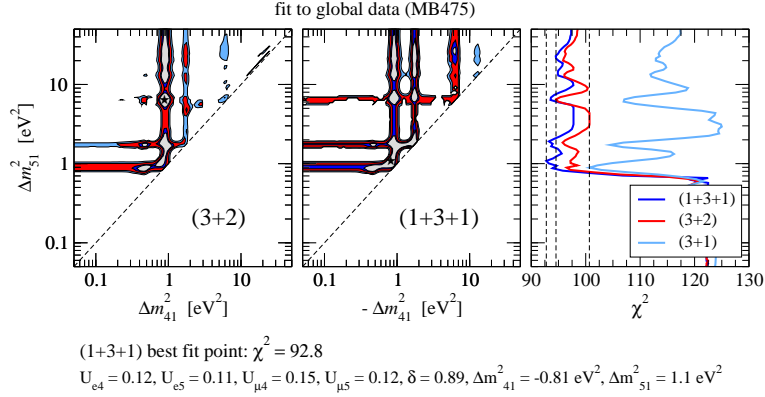 fit to global data (MB475)
Δm²₅₁ [eV²]
10
1
0.1
(3+2)
(1+3+1)
(1+3+1)
(3+2)
(3+1)
0.1 1 10
0.1 1 10
90 100 110 120 130
Δm²₄₁ [eV²]
- Δm²₄₁ [eV²]
χ²
(1+3+1) best fit point: χ² = 92.8
Uₑ₄ = 0.12, Uₑ₅ = 0.11, U_μ4 = 0.15, U_μ5 = 0.12, δ = 0.89, Δm²₄₁ = -0.81 eV², Δm²₅₁ = 1.1 eV²